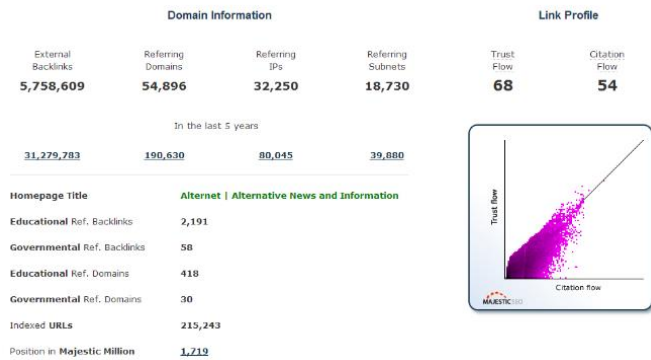 Domain Information
Link Profile
External Backlinks
Referring Domains
Referring IPs
Referring Subnets
Trust Flow
Citation Flow
5,758,609 54,896 32,250 18,730 68 54
In the last 5 years
31,279,783 190,630 80,045 39,880
Homepage Title Alternet | Alternative News and Information
Educational Ref. Backlinks 2,191
Governmental Ref. Backlinks 58
Educational Ref. Domains 418
Governmental Ref. Domains 30
Indexed URLs 215,243
Position in Majestic Million 1,719
Trust flow
Citation flow
MAJESTICSEO